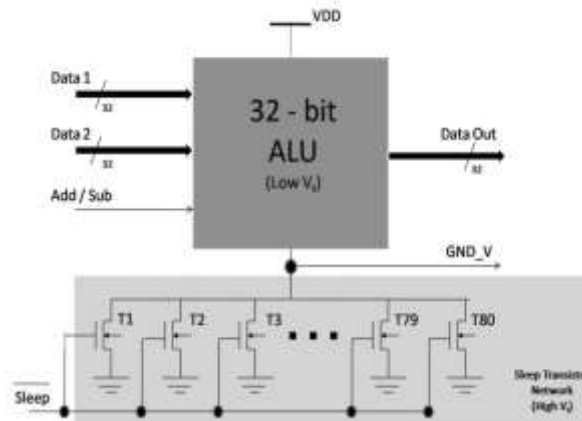 VDD
Data 1
32
Data 2
32
Add / Sub
32 - bit
ALU
(Low Vt)
Data Out
32
GND_V
T1
T2
T3
T79
T80
Sleep
Sleep Transisto
Network
(High Vt)